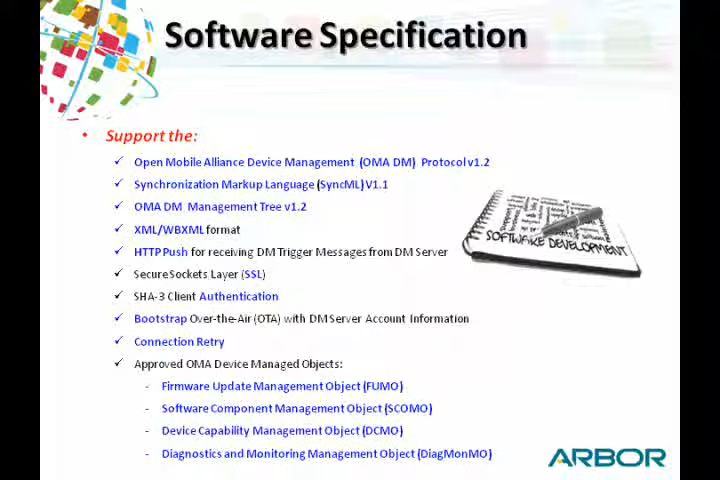 Software Specification
• Support the:
✓ Open Mobile Alliance Device Management (OMA DM) Protocol v1.2
✓ Synchronization Markup Language (SyncML) V1.1
✓ OMA DM Management Tree v1.2
✓ XML/WBXML format
✓ HTTP Push for receiving DM Trigger Messages from DM Server
✓ Secure Sockets Layer (SSL)
✓ SHA-3 Client Authentication
✓ Bootstrap Over-the-Air (OTA) with DM Server Account Information
✓ Connection Retry
✓ Approved OMA Device Managed Objects:
- Firmware Update Management Object (FUMO)
- Software Component Management Object (SCOMO)
- Device Capability Management Object (DCMO)
- Diagnostics and Monitoring Management Object (DiagMonMO)
SOFTWARE DEVELOPMENT
ARBOR